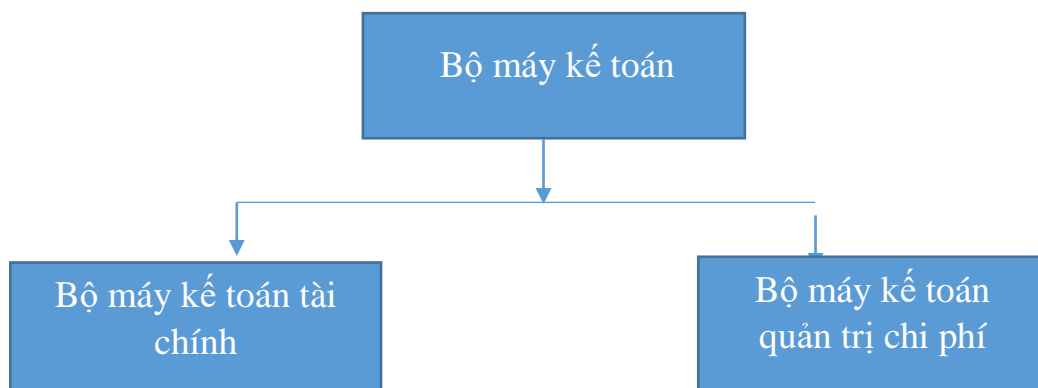 Bộ máy kế toán
Bộ máy kế toán tài
chính
Bộ máy kế toán
quản trị chi phí